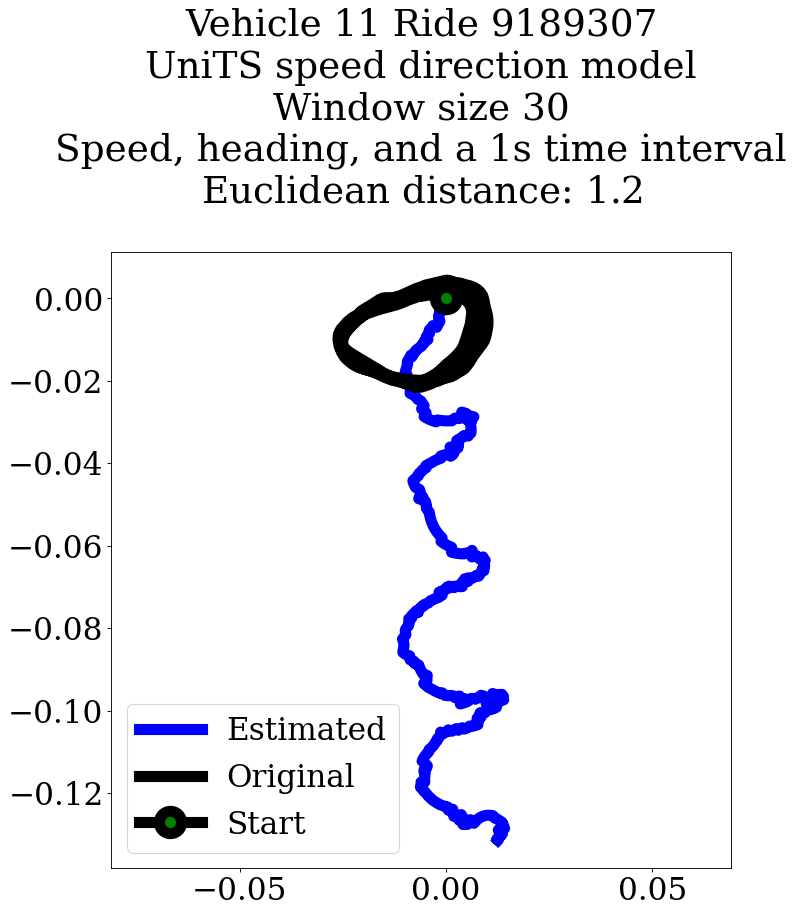 Vehicle 11 Ride 9189307
UniTS speed direction model
Window size 30
Speed, heading, and a 1s time interval
Euclidean distance: 1.2
0.00
−0.02
−0.04
−0.06
−0.08
−0.10
−0.12
Estimated
Original
Start
−0.05
0.00
0.05